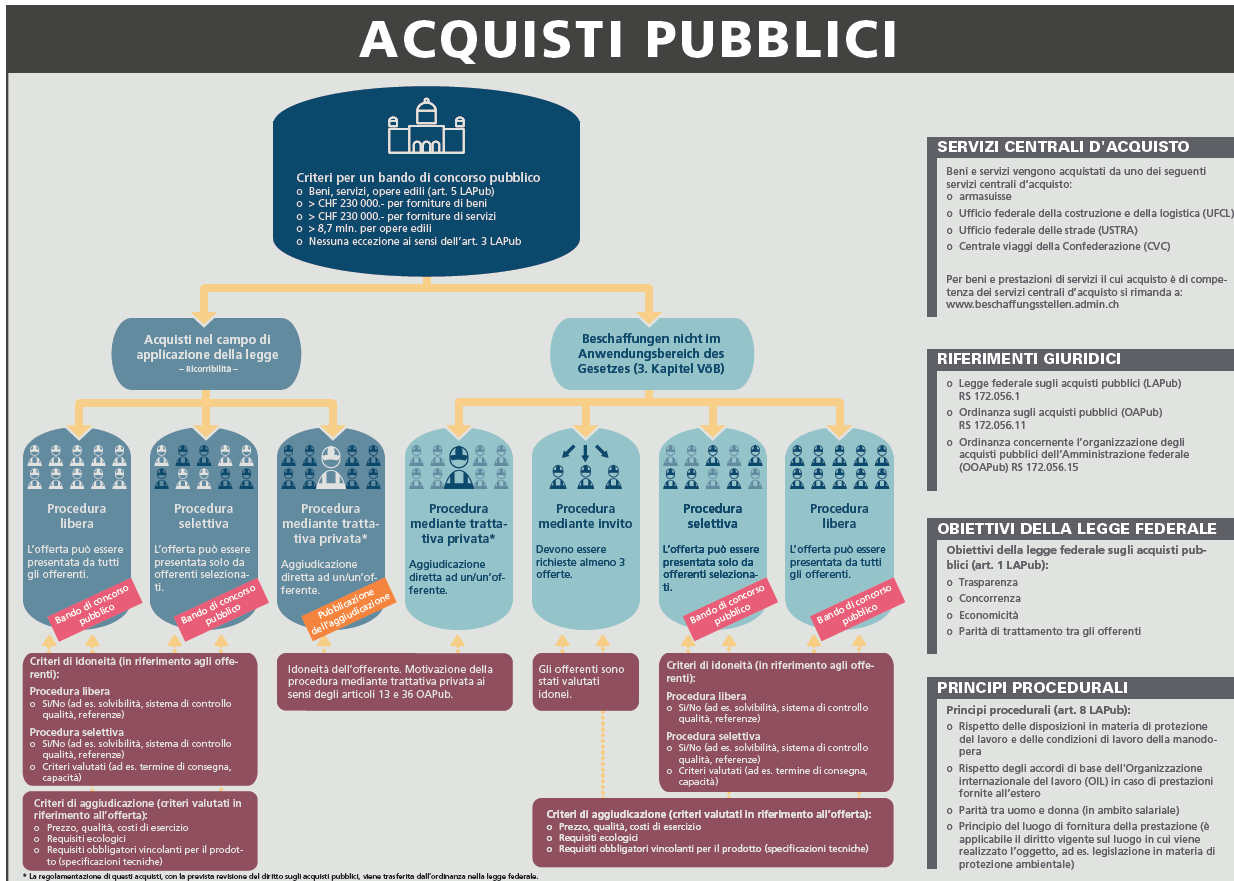 ACQUISTI PUBBLICI
Criteri per un bando di concorso pubblico
o Beni, servizi, opere edili (art. 5 LAPub)
o > CHF 230 000.- per forniture di beni
o > CHF 230 000.- per forniture di servizi
o > 8,7 mln. per opere edili
o Nessuna eccezione ai sensi dell'art. 3 LAPub
Acquisti nel campo di
applicazione della legge
– Ricorribilità –
Beschaffungen nicht im
Anwendungsbereich des
Gesetzes (3. Kapitel VöB)
Procedura
libera
L'offerta può essere
presentata da tutti
gli offerenti.
Bando di concorso
pubblico
Procedura
selettiva
L'offerta può essere
presentata solo da
offerenti seleziona-
ti.
Bando di concorso
pubblico
Procedura
mediante tratta-
tiva privata*
Aggiudicazione
diretta ad un/un'of-
ferente.
Pubblicazione
dell'aggiudicazione
Procedura
mediante tratta-
tiva privata*
Aggiudicazione
diretta ad un/un'of-
ferente.
Procedura
mediante invito
Devono essere
richieste almeno 3
offerte.
Procedura
selettiva
L'offerta può essere
presentata solo da
offerenti seleziona-
ti.
Bando di concorso
pubblico
Procedura
libera
L'offerta può essere
presentata da tutti
gli offerenti.
Bando di concorso
pubblico
Criteri di idoneità (in riferimento agli offe-
renti):
Procedura libera
o Si/No (ad es. solvibilità, sistema di controllo
qualità, referenze)
Procedura selettiva
o Si/No (ad es. solvibilità, sistema di controllo
qualità, referenze)
o Criteri valutati (ad es. termine di consegna,
capacità)
Criteri di aggiudicazione (criteri valutati in
riferimento all'offerta):
o Prezzo, qualità, costi di esercizio
o Requisiti ecologici
o Requisiti obbligatori vincolanti per il prodot-
to (specificazioni tecniche)
Idoneità dell'offerente. Motivazione della
procedura mediante trattativa privata ai
sensi degli articoli 13 e 36 OAPub.
Gli offerenti sono
stati valutati
idonei.
Criteri di idoneità (in riferimento agli offe-
renti):
Procedura libera
o Si/No (ad es. solvibilità, sistema di controllo
qualità, referenze)
Procedura selettiva
o Si/No (ad es. solvibilità, sistema di controllo
qualità, referenze)
o Criteri valutati (ad es. termine di consegna,
capacità)
Criteri di aggiudicazione (criteri valutati in riferimento all'offerta):
o Prezzo, qualità, costi di esercizio
o Requisiti ecologici
o Requisiti obbligatori vincolanti per il prodotto (specificazioni tecniche)
* La regolamentazione di questi acquisti, con la prevista revisione del diritto sugli acquisti pubblici, viene trasferita dall'ordinanza nella legge federale.
SERVIZI CENTRALI D'ACQUISTO
Beni e servizi vengono acquistati da uno dei seguenti
servizi centrali d'acquisto:
o armasuisse
o Ufficio federale della costruzione e della logistica (UFCL)
o Ufficio federale delle strade (USTRA)
o Centrale viaggi della Confederazione (CVC)
Per beni e prestazioni di servizi il cui acquisto è di compe-
tenza dei servizi centrali d'acquisto si rimanda a:
www.beschaffungsstellen.admin.ch
RIFERIMENTI GIURIDICI
o Legge federale sugli acquisti pubblici (LAPub)
RS 172.056.1
o Ordinanza sugli acquisti pubblici (OAPub)
RS 172.056.11
o Ordinanza concernente l'organizzazione degli
acquisti pubblici dell'Amministrazione federale
(OOAPub) RS 172.056.15
OBIETTIVI DELLA LEGGE FEDERALE
Obiettivi della legge federale sugli acquisti pub-
blici (art. 1 LAPub):
o Trasparenza
o Concorrenza
o Economicità
o Parità di trattamento tra gli offerenti
PRINCIPI PROCEDURALI
Principi procedurali (art. 8 LAPub):
o Rispetto delle disposizioni in materia di protezione
del lavoro e delle condizioni di lavoro della manodo-
pera
o Rispetto degli accordi di base dell'Organizzazione
internazionale del lavoro (OIL) in caso di prestazioni
fornite all'estero
o Parità tra uomo e donna (in ambito salariale)
o Principio del luogo di fornitura della prestazione (è
applicabile il diritto vigente sul luogo in cui viene
realizzato l'oggetto, ad es. legislazione in materia di
protezione ambientale)